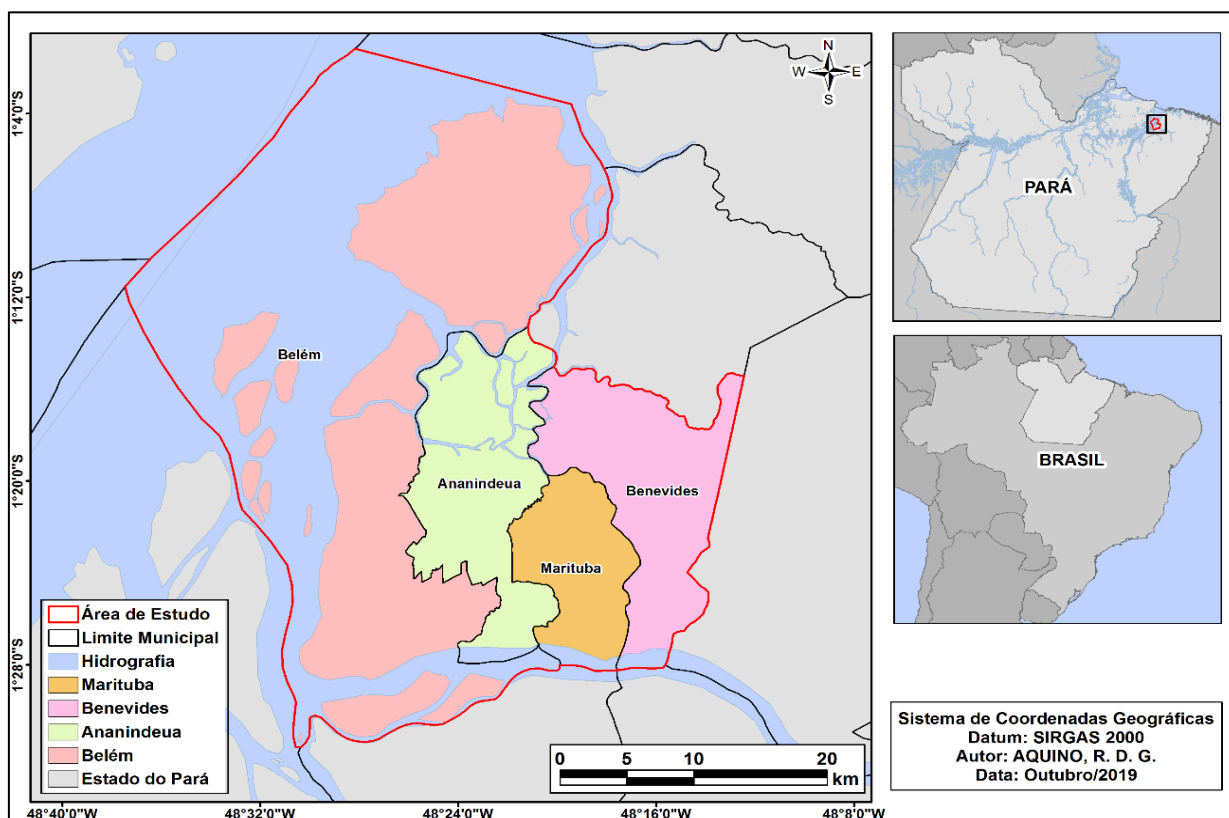 N
W E
S
1°4'0"S
1°12'0"S
1°20'0"S
1°28'0"S
Belém
Ananindeua
Benevides
Marituba
Área de Estudo
Limite Municipal
Hidrografia
Marituba
Benevides
Ananindeua
Belém
Estado do Pará
0 5 10 20
km
48°40'0"W 48°32'0"W 48°24'0"W 48°16'0"W 48°8'0"W
PARÁ
BRASIL
Sistema de Coordenadas Geográficas
Datum: SIRGAS 2000
Autor: AQUINO, R. D. G.
Data: Outubro/2019